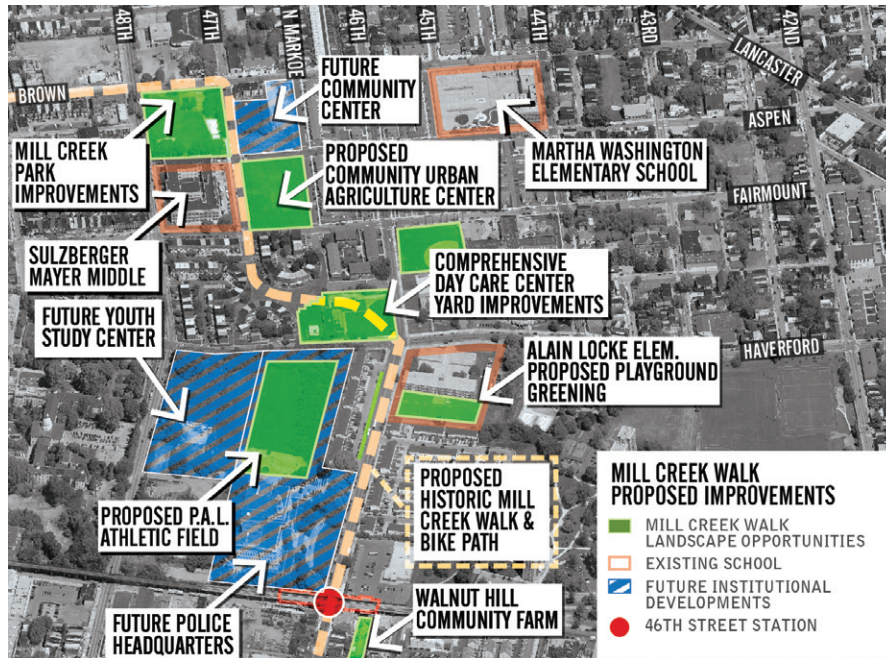 48TH
47TH
N MARKOE
46TH
45TH
44TH
43RD
42ND
LANCASTER
BROWN
ASPEN
FAIRMOUNT
HAVERFORD
FUTURE
COMMUNITY
CENTER
MILL CREEK
PARK
IMPROVEMENTS
PROPOSED
COMMUNITY URBAN
AGRICULTURE CENTER
MARTHA WASHINGTON
ELEMENTARY SCHOOL
SULZBERGER
MAYER MIDDLE
COMPREHENSIVE
DAY CARE CENTER
YARD IMPROVEMENTS
FUTURE YOUTH
STUDY CENTER
ALAIN LOCKE ELEM.
PROPOSED PLAYGROUND
GREENING
PROPOSED
HISTORIC MILL
CREEK WALK &
BIKE PATH
PROPOSED P.A.L.
ATHLETIC FIELD
FUTURE POLICE
HEADQUARTERS
WALNUT HILL
COMMUNITY FARM
MILL CREEK WALK
PROPOSED IMPROVEMENTS
MILL CREEK WALK
LANDSCAPE OPPORTUNITIES
EXISTING SCHOOL
FUTURE INSTITUTIONAL
DEVELOPMENTS
46TH STREET STATION